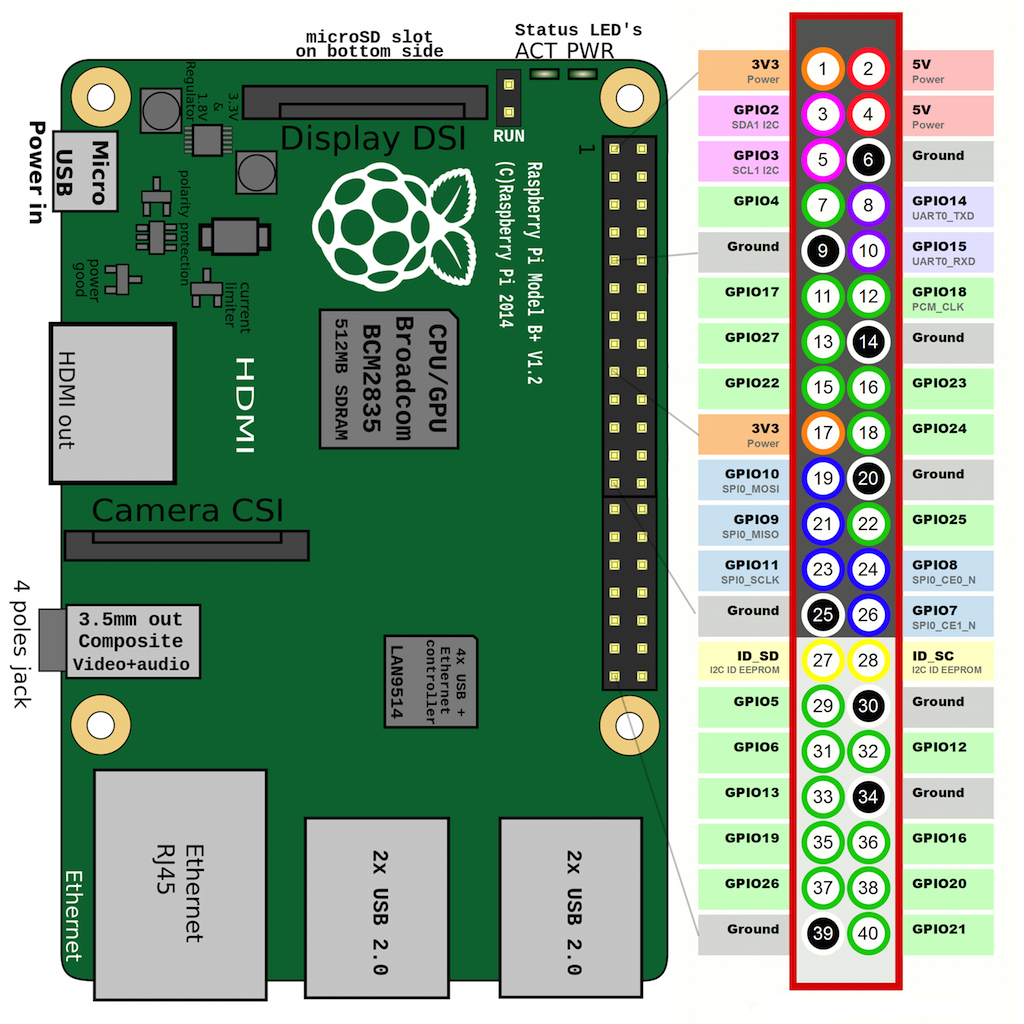 microSD slot
on bottom side
Status LED's
ACT PWR
RUN
Display DSI
Regulator
1.8V
&
3.3V
Power in
Micro
USB
polarity protection
power
good
current
limiter
1
Raspberry Pi Model B+ V1.2
(C)Raspberry Pi 2014
CPU/GPU
Broadcom
BCM2835
512MB SDRAM
HDMI
HDMI out
Camera CSI
4 poles jack
3.5mm out
Composite
Video+audio
4x USB +
Ethernet
controller
LAN9514
Ethernet
RJ45
Ethernet
2x USB 2.0
2x USB 2.0
3V3
Power
1
2
5V
Power
GPIO2
SDA1 I2C
3
4
5V
Power
GPIO3
SCL1 I2C
5
6
Ground
GPIO4
7
8
GPIO14
UART0_TXD
Ground
9
10
GPIO15
UART0_RXD
GPIO17
11
12
GPIO18
PCM_CLK
GPIO27
13
14
Ground
GPIO22
15
16
GPIO23
3V3
Power
17
18
GPIO24
GPIO10
SPI0_MOSI
19
20
Ground
GPIO9
SPI0_MISO
21
22
GPIO25
GPIO11
SPI0_SCLK
23
24
GPIO8
SPI0_CE0_N
Ground
25
26
GPIO7
SPI0_CE1_N
ID_SD
I2C ID EEPROM
27
28
ID_SC
I2C ID EEPROM
GPIO5
29
30
Ground
GPIO6
31
32
GPIO12
GPIO13
33
34
Ground
GPIO19
35
36
GPIO16
GPIO26
37
38
GPIO20
Ground
39
40
GPIO21